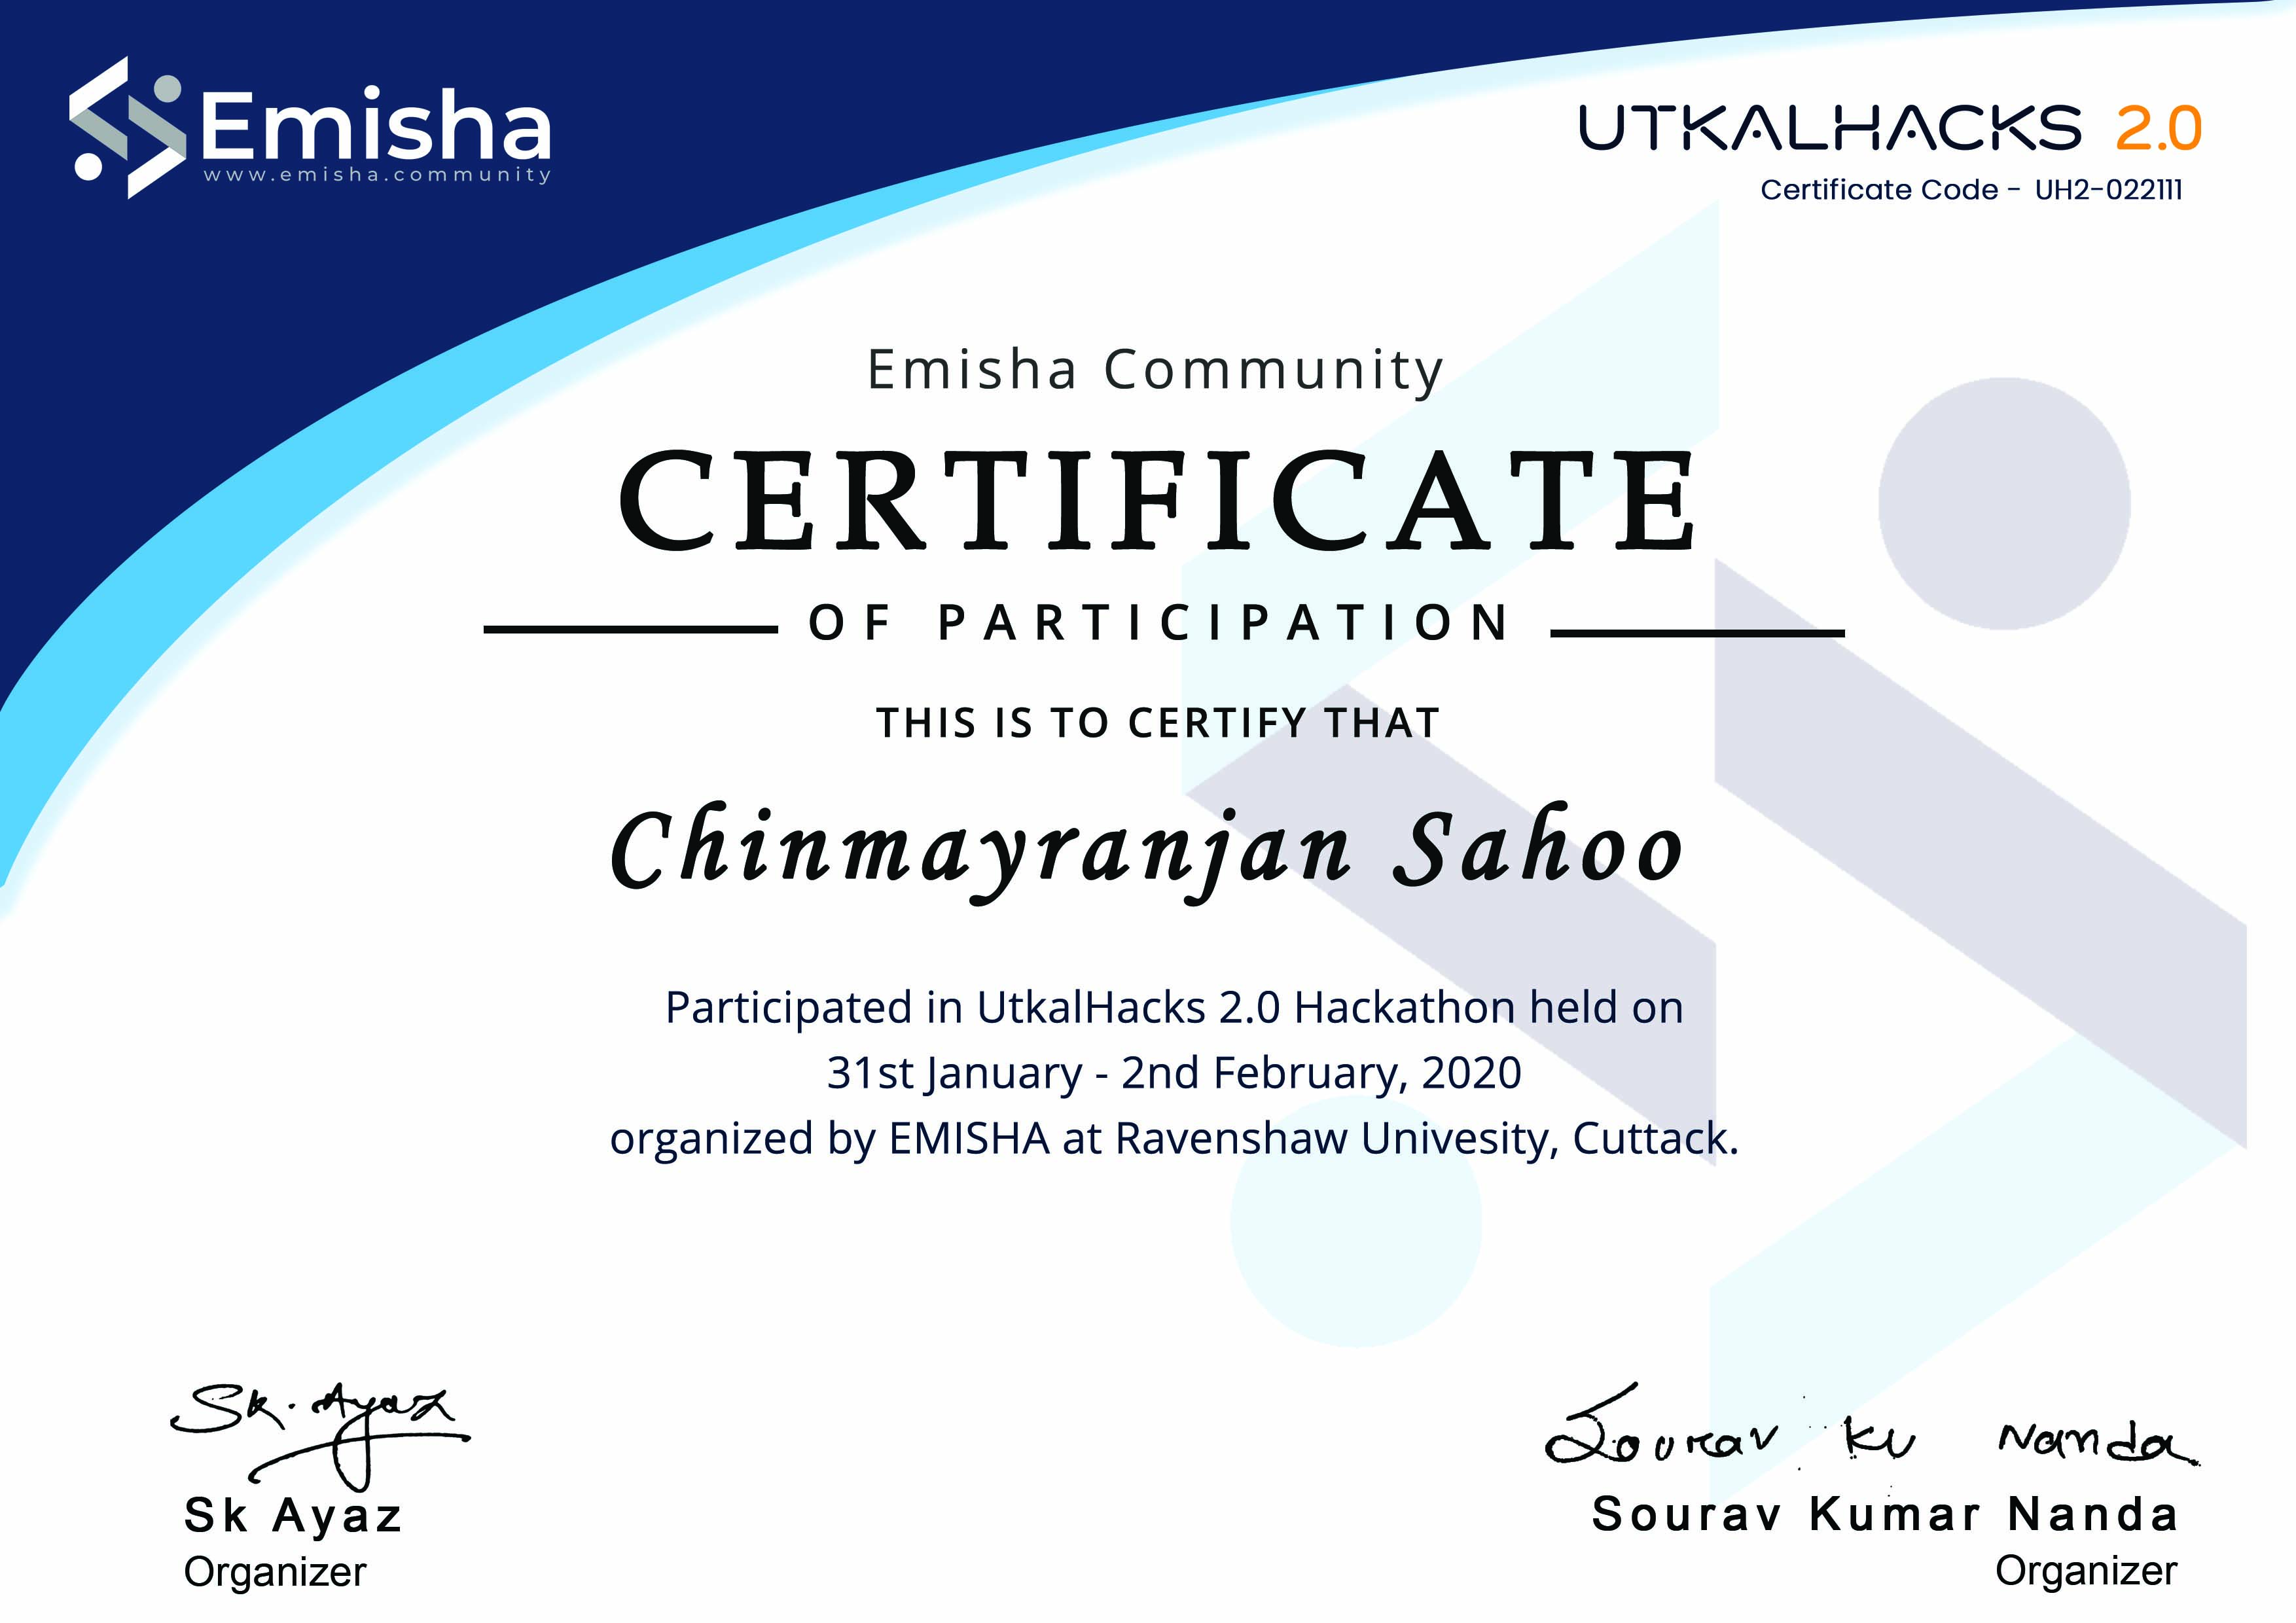 Emisha
www.emisha.community
UTKALHACKS 2.0
Certificate Code - UH2-022111
Emisha Community
CERTIFICATE
OF PARTICIPATION
THIS IS TO CERTIFY THAT
Chinmayranjan Sahoo
Participated in UtkalHacks 2.0 Hackathon held on
31st January - 2nd February, 2020
organized by EMISHA at Ravenshaw Univesity, Cuttack.
Sk. Ayaz
Sk Ayaz
Organizer
Sourav Ku Nanda
Sourav Kumar Nanda
Organizer